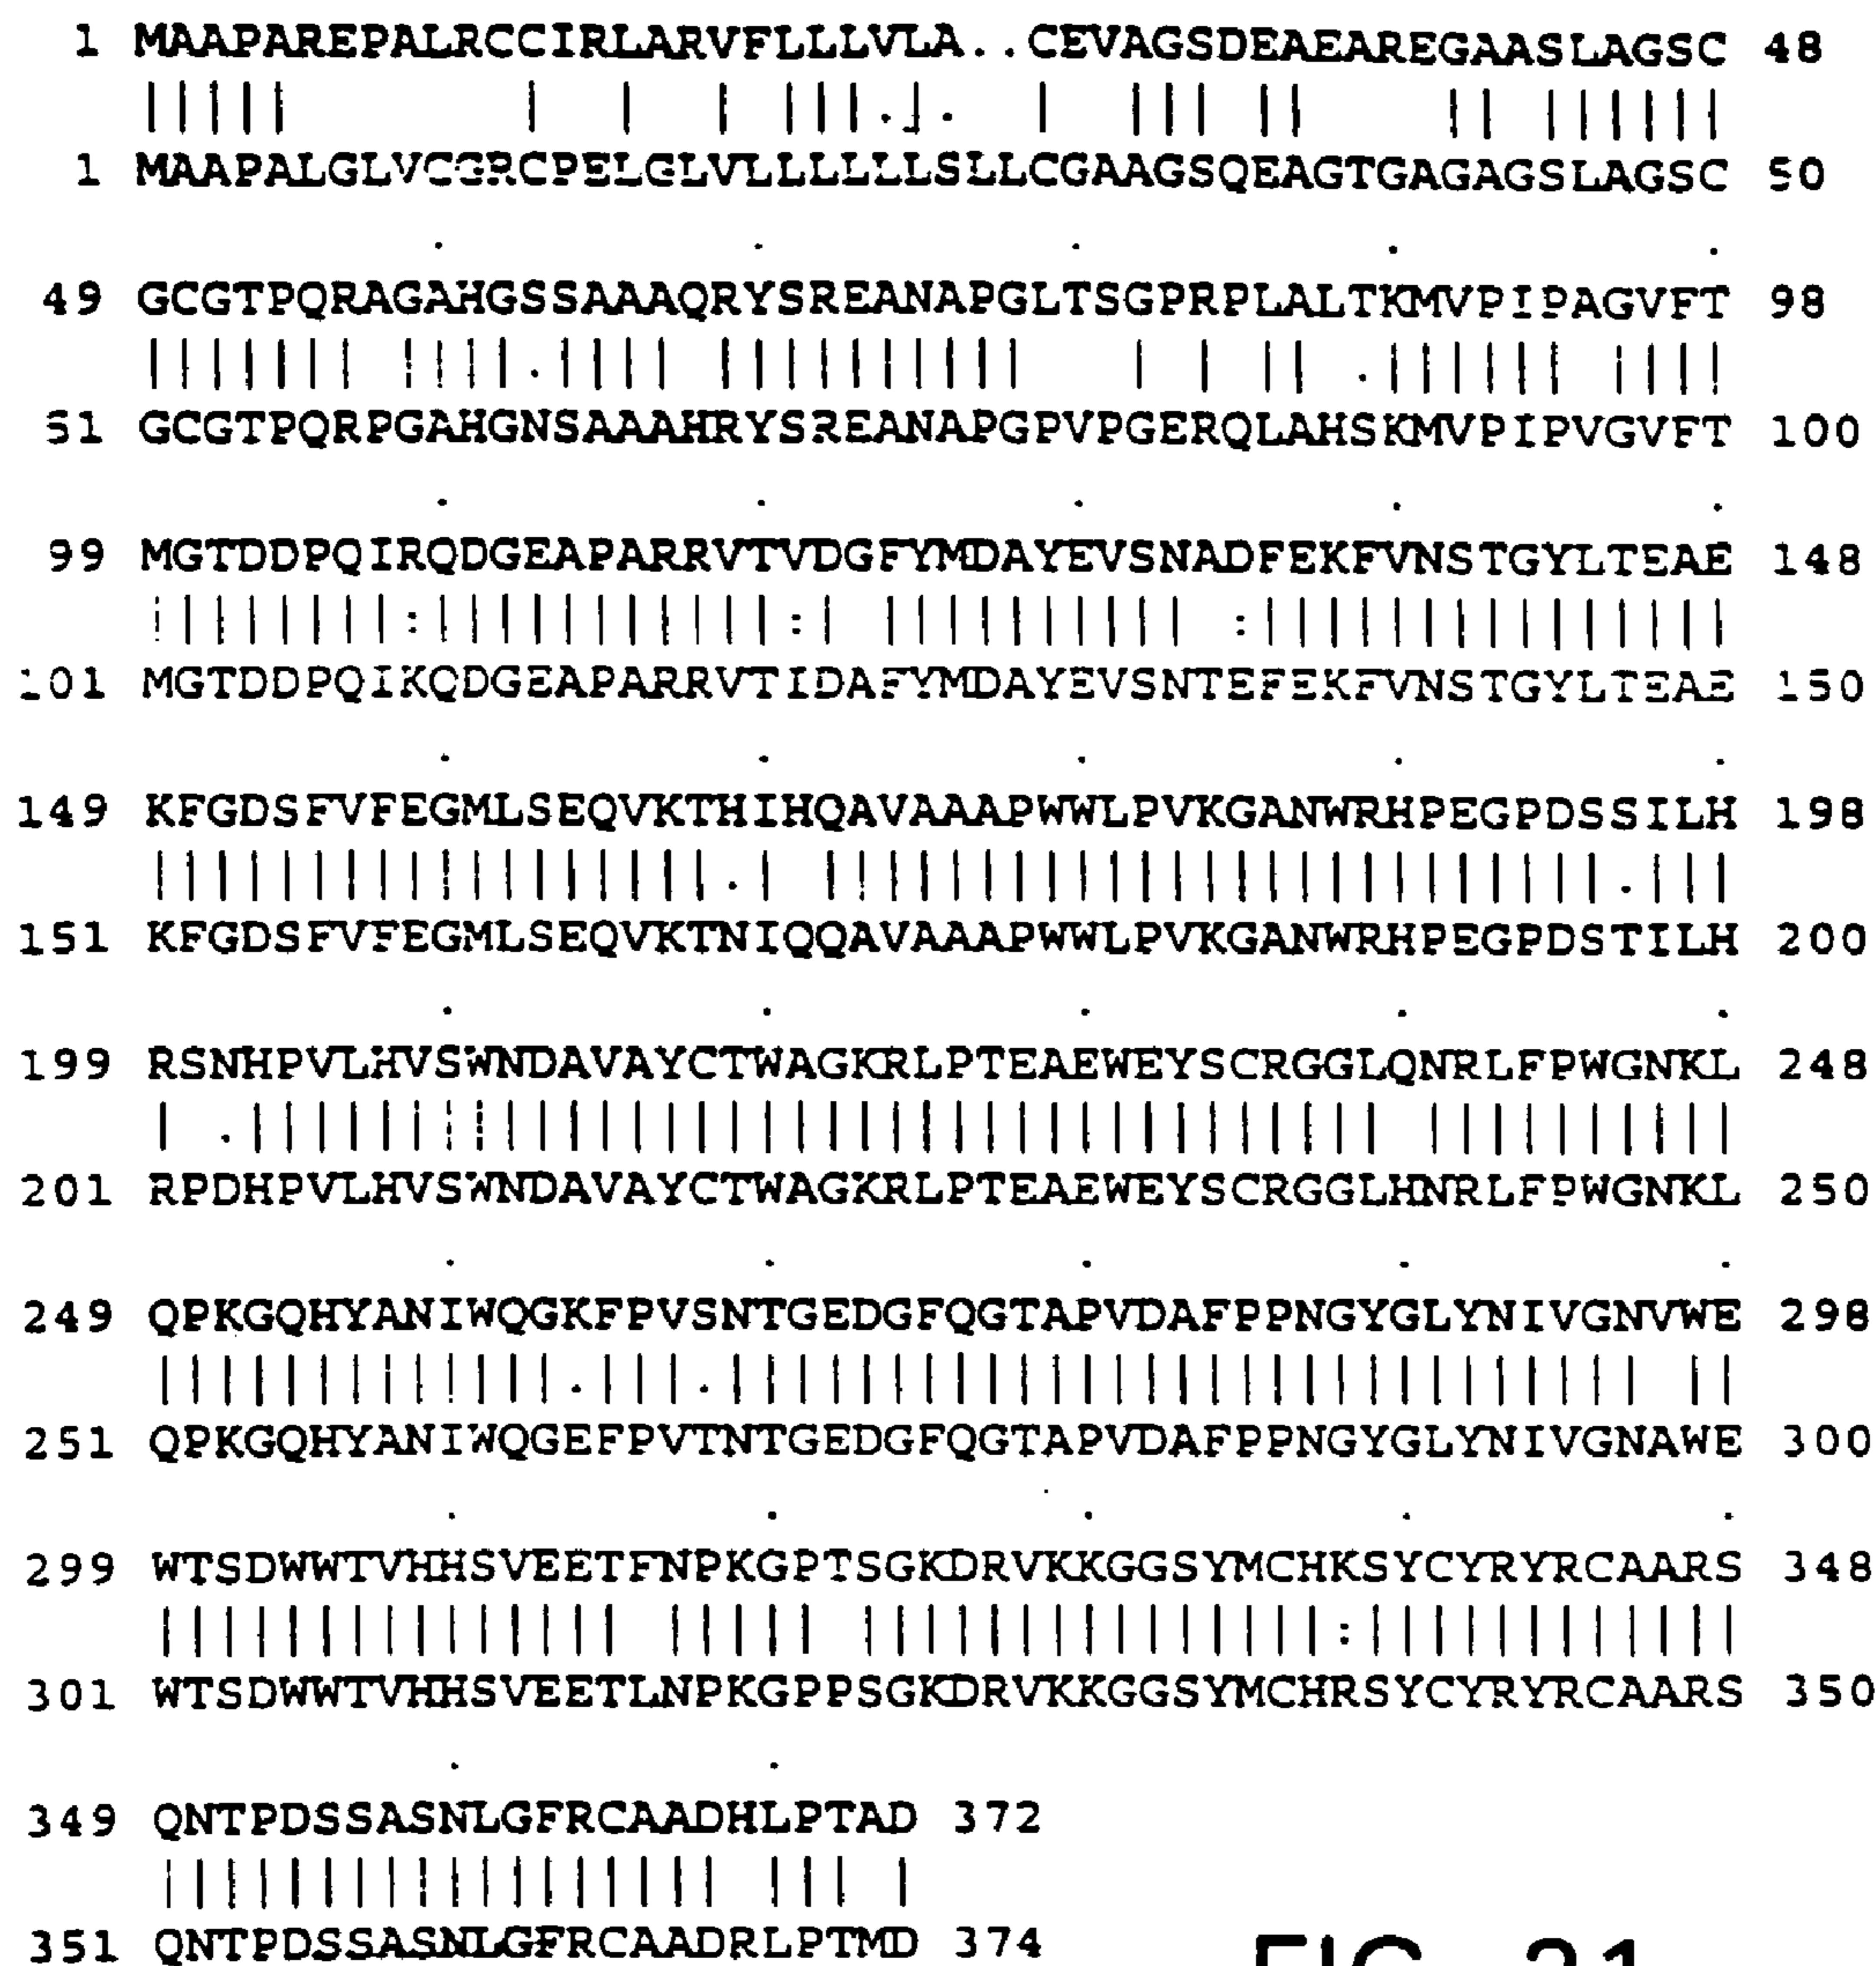 1 MAAPAREPALRCCIRLARVFLLLVLA..CEVAGSDEAEAREGAASLAGSC 48
1 MAAPALGLVCGRCPELGLVLLLLLLSLLCGAAGSQEAGTGAGAGSLAGSC 50
49 GCGTPQRAGAHGSSAAAQRYSREANAPGLTSGPRPLALTKMVPIPAGVFT 98
51 GCGTPQRPGAHGNSAAAHRYSREANAPGPVPGERQLAHSKMVPIPVGVFT 100
99 MGTDDPQIRQDGEAPARRVTVDGFYMDAYEVSNADFEKFVNSTGYLTEAE 148
101 MGTDDPQIKQDGEAPARRVTIDAFYMDAYEVSNTEFEKFVNSTGYLTEAE 150
149 KFGDSFVFEGMLSEQVKTHIHQAVAAAPWWLPVKGANWRHPEGPDSSILH 198
151 KFGDSFVFEGMLSEQVKTNIQQAVAAAPWWLPVKGANWRHPEGPDSTILH 200
199 RSNHPVLHVSWNDAVAYCTWAGKRLPTEAEWEYSCRGGLQNRLFPWGNKL 248
201 RPDHPVLHVSWNDAVAYCTWAGKRLPTEAEWEYSCRGGLHNRLFPWGNKL 250
249 QPKGQHYANIWQGKFPVSNTGEDGFQGTAPVDAFPPNGYGLYNIVGNVWE 298
251 QPKGQHYANIWQGEFPVTNTGEDGFQGTAPVDAFPPNGYGLYNIVGNAWE 300
299 WTSDWWTVHHSVEETFNPKGPTSGKDRVKKGGSYMCHKSYCYRYRCAARS 348
301 WTSDWWTVHHSVEETLNPKGPPSGKDRVKKGGSYMCHRSYCYRYRCAARS 350
349 QNTPDSSASNLGFRCAADHLPTAD 372
351 QNTPDSSASNLGFRCAADRLPTMD 374
FIG